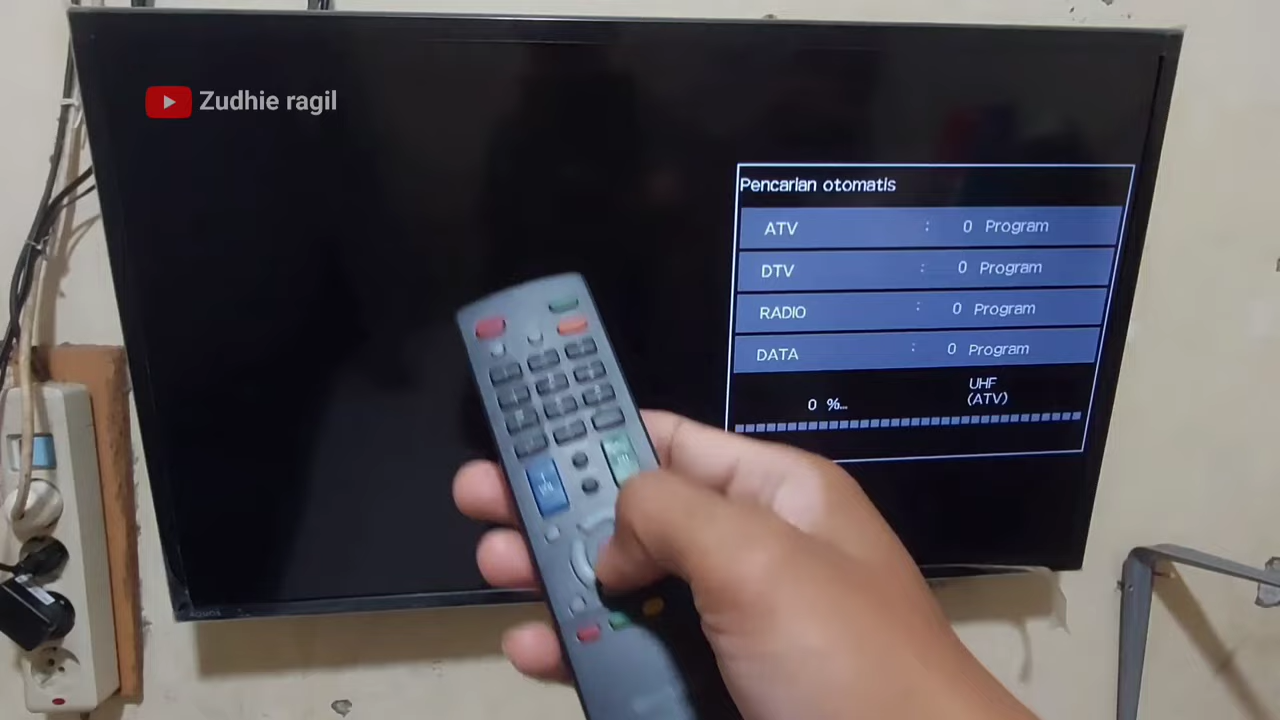 Zudhie ragil
Pencarian otomatis
ATV : 0 Program
DTV : 0 Program
RADIO : 0 Program
DATA : 0 Program
0 %... UHF
(ATV)
VOL